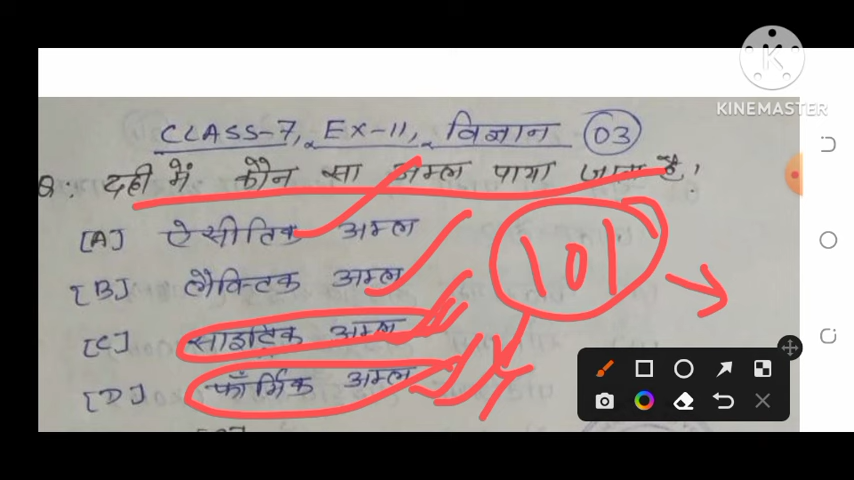 KINEMASTER
CLASS-7, Ex-11, विज्ञान 03
Q: दही में कौन सा अम्ल पाया जाता है।
[A] ऐसीतिक अम्ल
[B] लैक्टिक अम्ल
[C] साइट्रिक अम्ल
[D] फॉर्मिक अम्ल
101